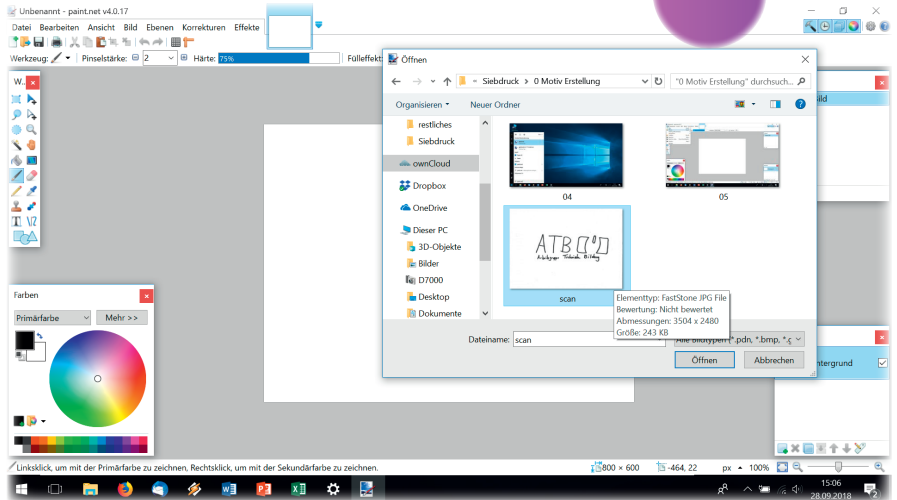 Unbenannt - paint.net v4.0.17
Datei Bearbeiten Ansicht Bild Ebenen Korrekturen Effekte
Werkzeug: Pinselstärke: 2 Härte: 75% Fülleffekt:
W...
Öffnen
« Siebdruck > 0 Motiv Erstellung
"0 Motiv Erstellung" durchsuch...
Organisieren Neuer Ordner
restliches
Siebdruck
ownCloud
Dropbox
OneDrive
Dieser PC
3D-Objekte
Bilder
D7000
Desktop
Dokumente
04
05
ATB
Arbeitsgruppe Technische Bildung
scan
Elementtyp: FastStone JPG File
Bewertung: Nicht bewertet
Abmessungen: 3504 x 2480
Größe: 243 KB
Dateiname: scan
Alle Bildtypen (*.pdn, *.bmp, *.g
Öffnen Abbrechen
Farben
Primärfarbe Mehr >>
ntergrund
Linksklick, um mit der Primärfarbe zu zeichnen, Rechtsklick, um mit der Sekundärfarbe zu zeichnen.
800 × 600 -464, 22 px 100%
15:06
28.09.2018